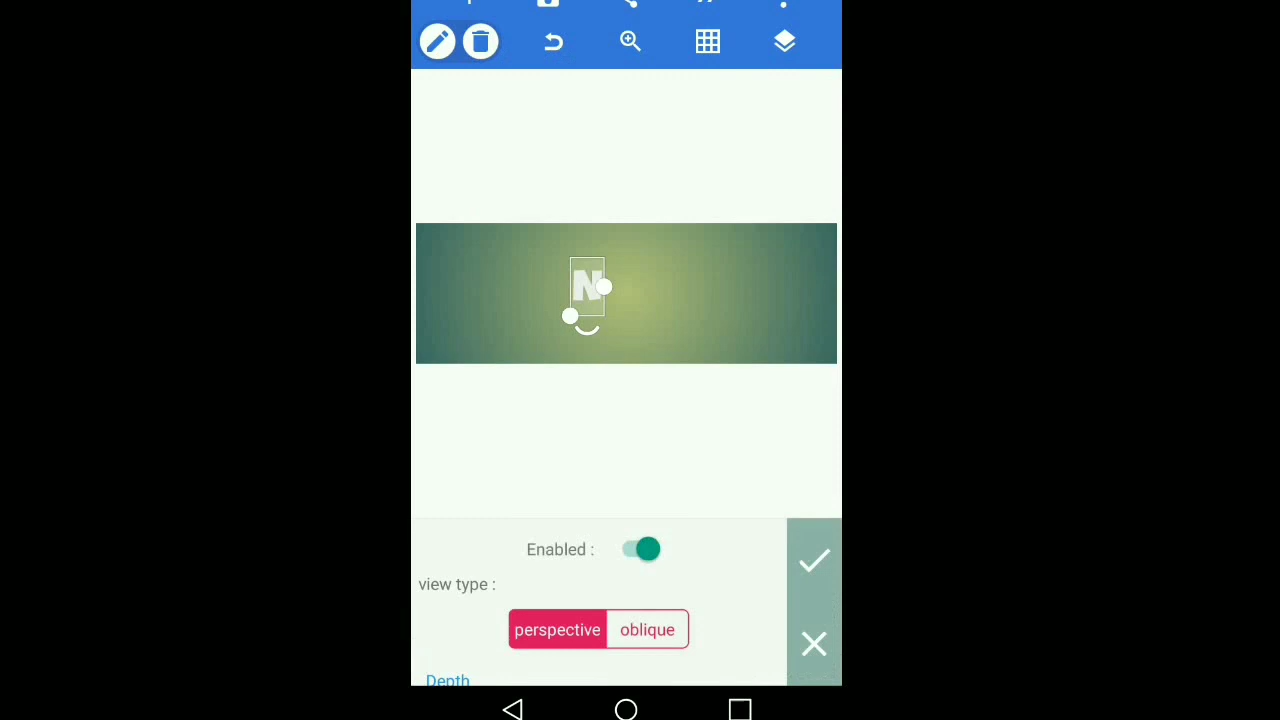 N
Enabled :
view type :
perspective oblique
Depth